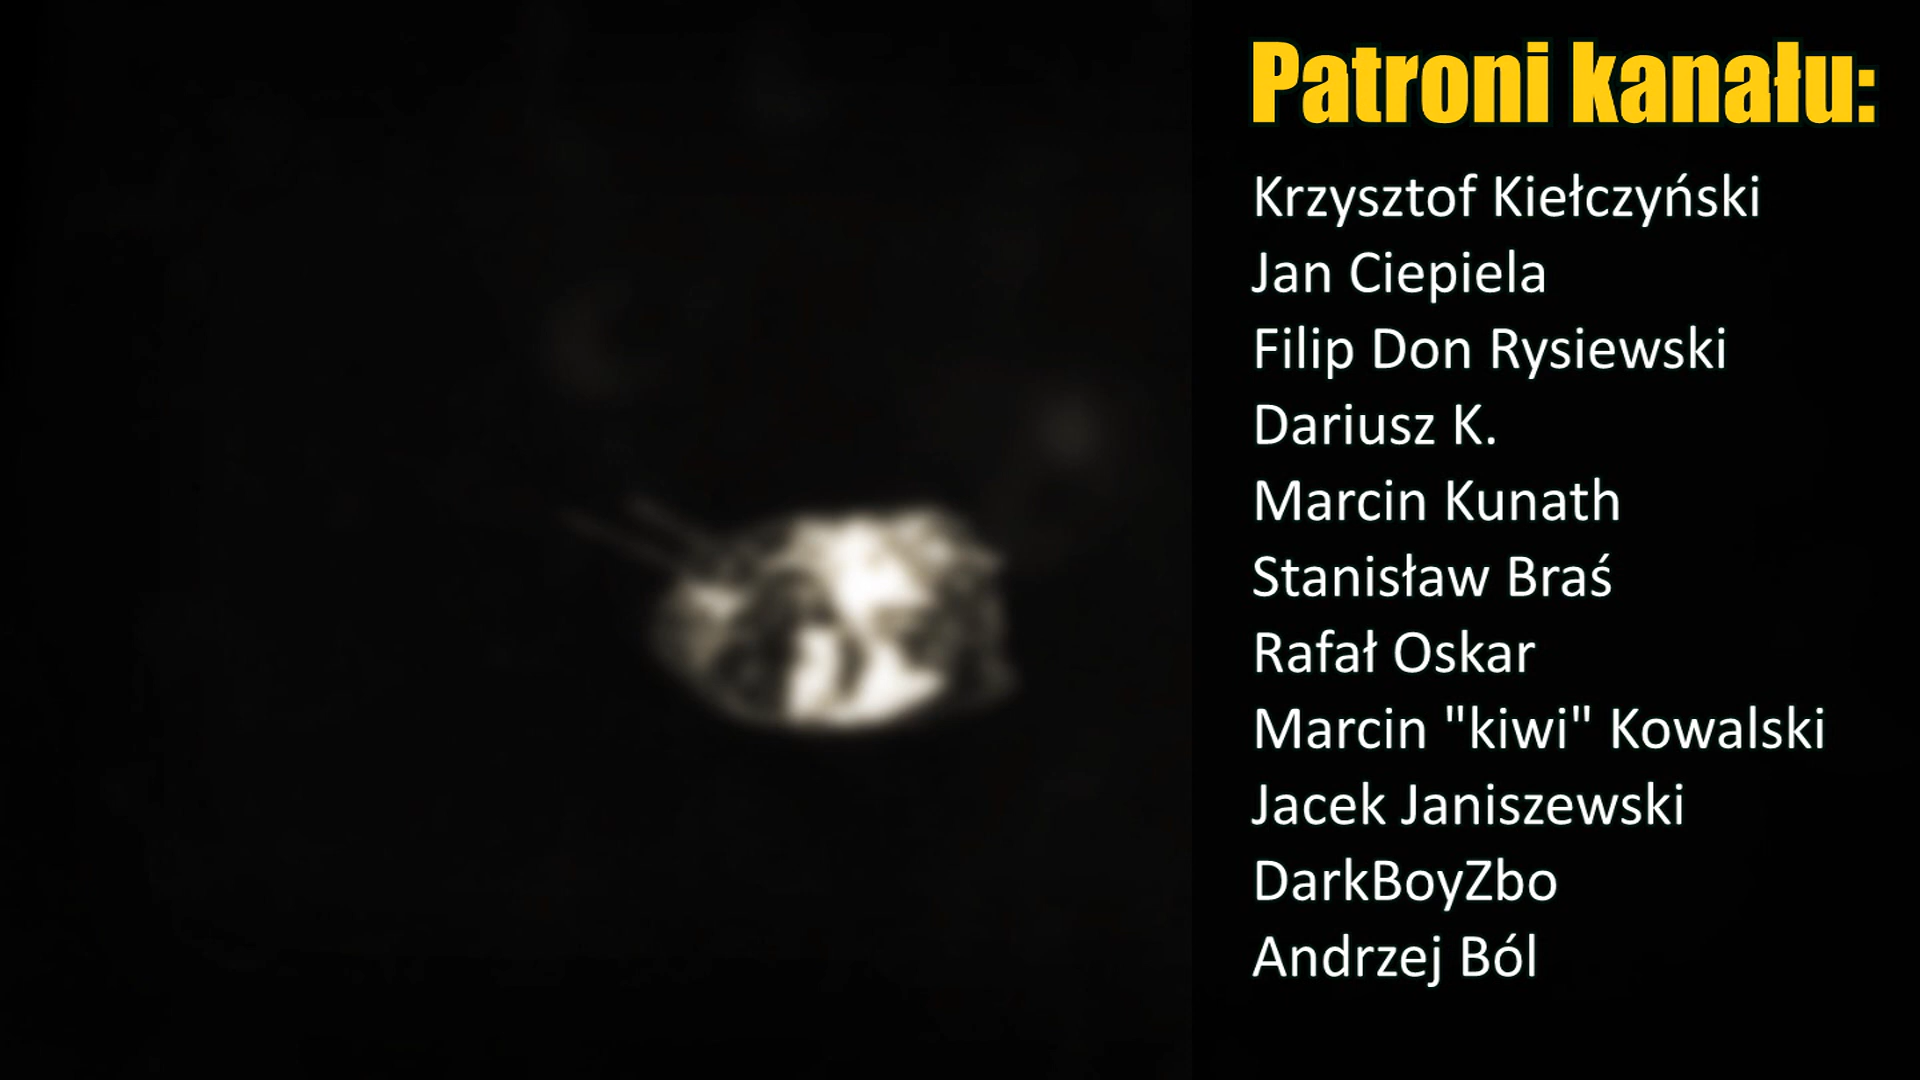 Patroni kanału:
Krzysztof Kiełczyński
Jan Ciepiela
Filip Don Rysiewski
Dariusz K.
Marcin Kunath
Stanisław Braś
Rafał Oskar
Marcin "kiwi" Kowalski
Jacek Janiszewski
DarkBoyZbo
Andrzej Ból